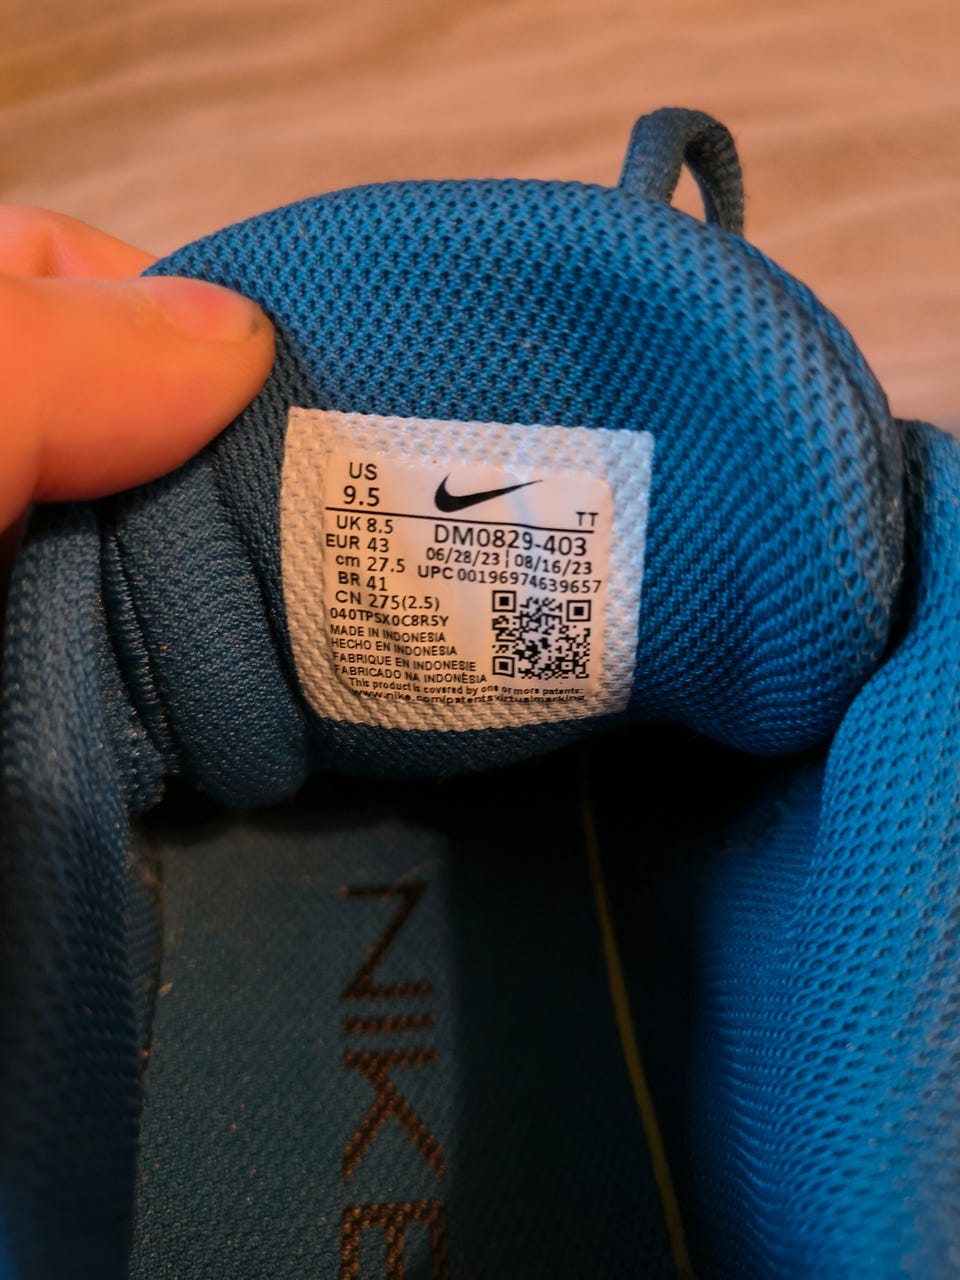 US
9.5
TT
UK 8.5
EUR 43
cm 27.5
BR 41
CN 275(2.5)
DM0829-403
06/28/23 | 08/16/23
UPC 00196974639657
040TPSX0C8R5Y
MADE IN INDONESIA
HECHO EN INDONESIA
FABRIQUE EN INDONESIE
FABRICADO NA INDONÉSIA
This product is covered by one or more patents:
www.nike.com/patentsvirtualmarking.
NIKE